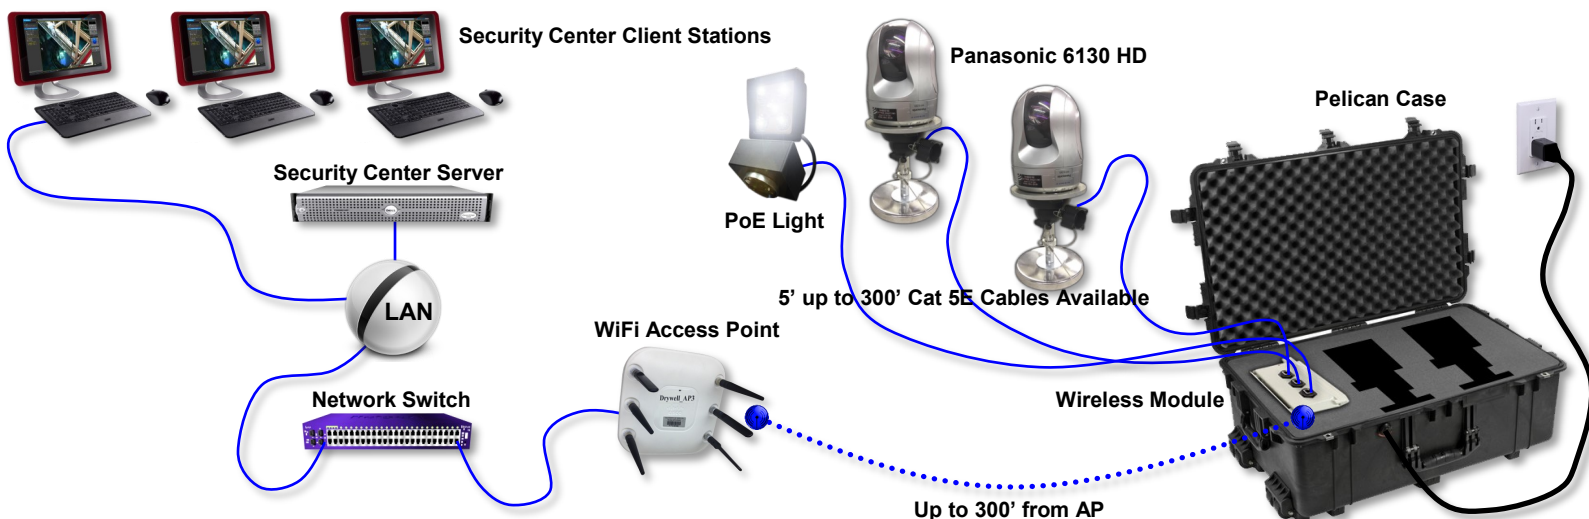 Security Center Client Stations
Panasonic 6130 HD
Pelican Case
Security Center Server
PoE Light
LAN
5' up to 300' Cat 5E Cables Available
WiFi Access Point
Drywell_AP3
Network Switch
Wireless Module
Up to 300' from AP